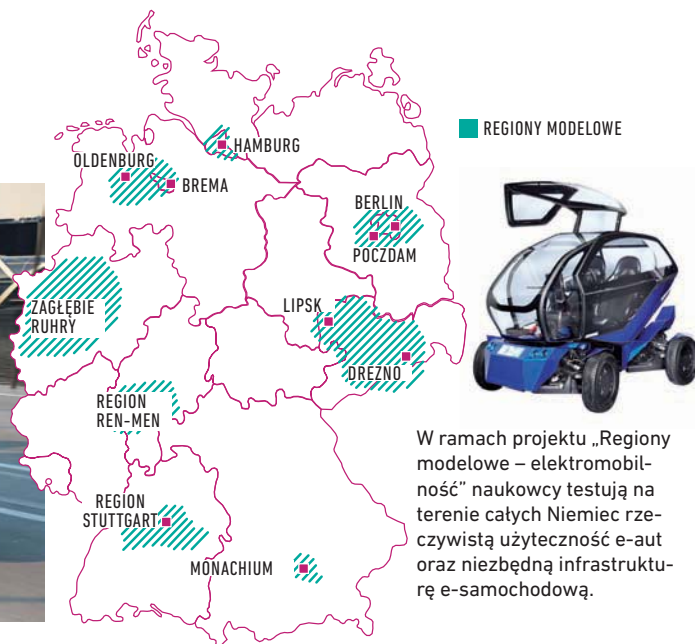 REGIONY MODELOWE
HAMBURG
OLDENBURG
BREMA
BERLIN
POCZDAM
ZAGŁĘBIE
RUHRY
LIPSK
DREZNO
REGION
REN-MEN
REGION
STUTTGART
MONACHIUM
W ramach projektu „Regiony
modelowe – elektromobil-
ność” naukowcy testują na
terenie całych Niemiec rze-
czywistą użyteczność e-aut
oraz niezbędną infrastruktu-
rę e-samochodową.